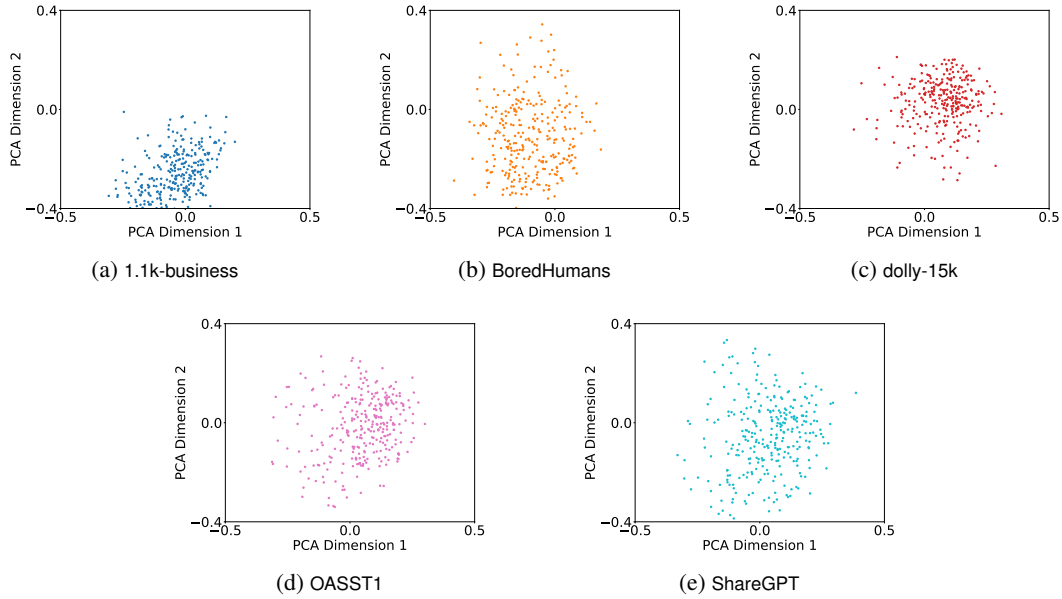 0.4
0.0
−0.4
−0.5
0.0
0.5
PCA Dimension 2
PCA Dimension 1
(a) 1.1k-business
0.4
0.0
−0.4
−0.5
0.0
0.5
PCA Dimension 2
PCA Dimension 1
(b) BoredHumans
0.4
0.0
−0.4
−0.5
0.0
0.5
PCA Dimension 2
PCA Dimension 1
(c) dolly-15k
0.4
0.0
−0.4
−0.5
0.0
0.5
PCA Dimension 2
PCA Dimension 1
(d) OASST1
0.4
0.0
−0.4
−0.5
0.0
0.5
PCA Dimension 2
PCA Dimension 1
(e) ShareGPT